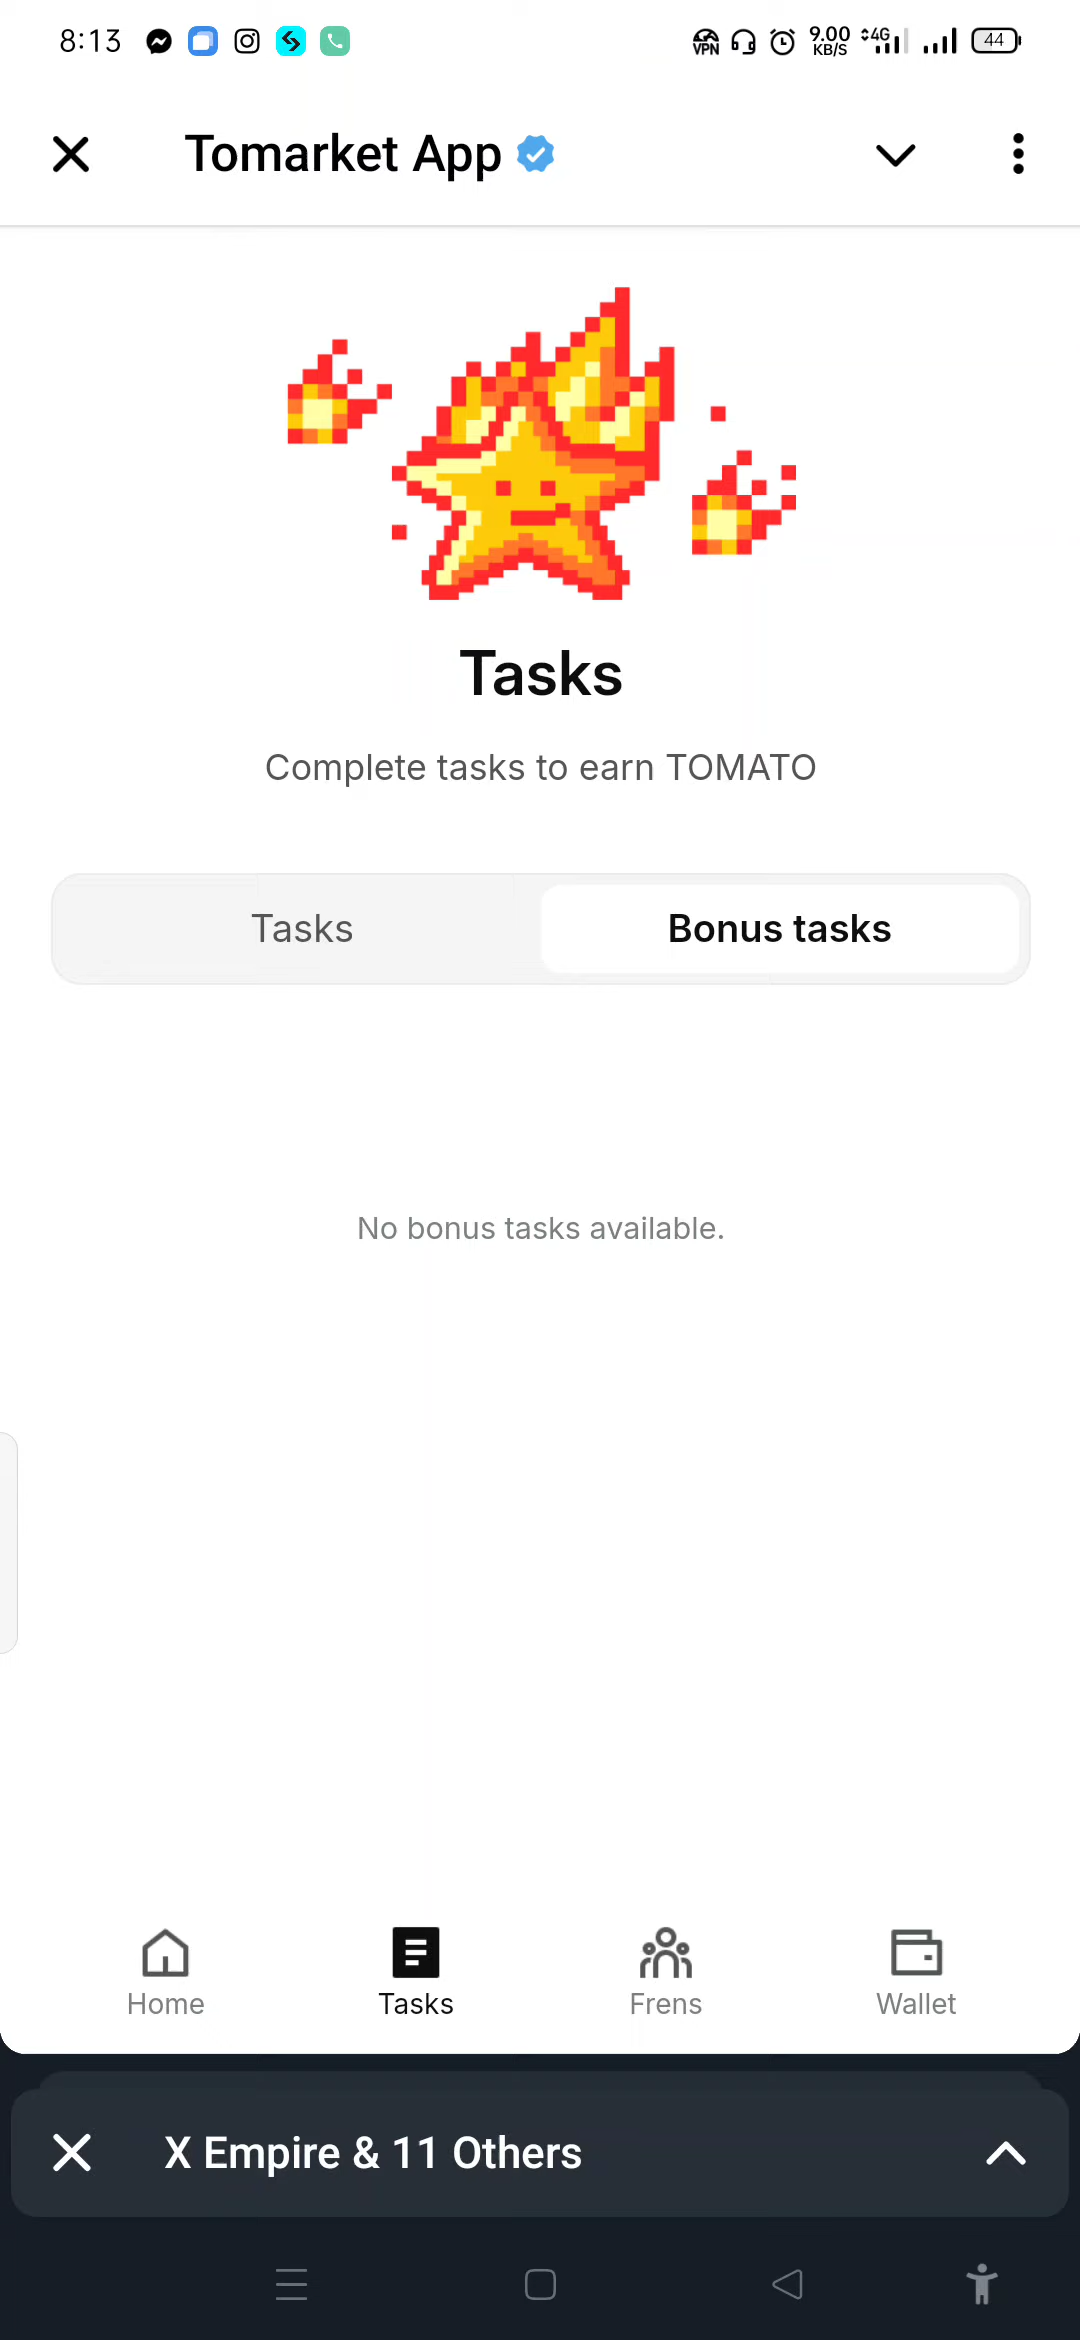 8:13 VPN 9.00 KB/S 4G 44
Tomarket App
Tasks
Complete tasks to earn TOMATO
Tasks Bonus tasks
No bonus tasks available.
Home Tasks Frens Wallet
X Empire & 11 Others